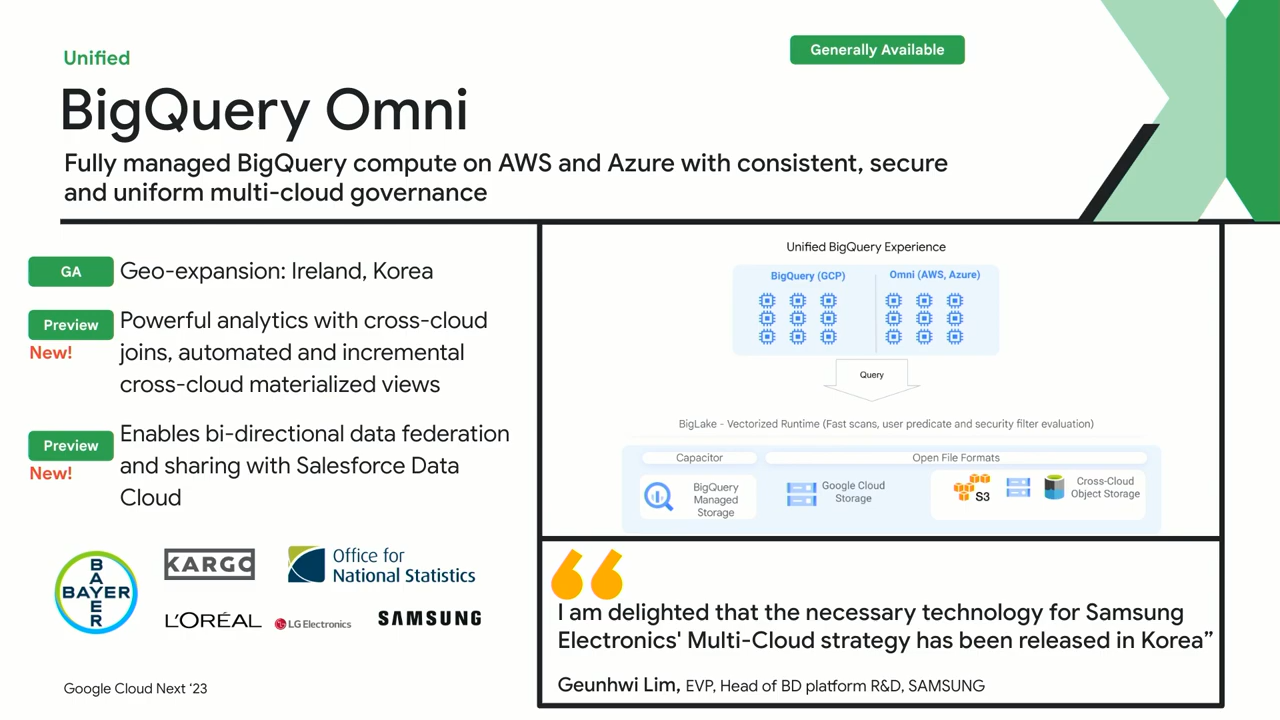 Unified
Generally Available
BigQuery Omni
Fully managed BigQuery compute on AWS and Azure with consistent, secure
and uniform multi-cloud governance
GA
Geo-expansion: Ireland, Korea
Preview
New!
Powerful analytics with cross-cloud
joins, automated and incremental
cross-cloud materialized views
Preview
New!
Enables bi-directional data federation
and sharing with Salesforce Data
Cloud
BAYER
BAYER
KARGO
Office for
National Statistics
L'ORÉAL
LG Electronics
SAMSUNG
Google Cloud Next ‘23
Unified BigQuery Experience
BigQuery (GCP)
Omni (AWS, Azure)
Query
BigLake - Vectorized Runtime (Fast scans, user predicate and security filter evaluation)
Capacitor
Open File Formats
BigQuery
Managed
Storage
Google Cloud
Storage
S3
Cross-Cloud
Object Storage
“
I am delighted that the necessary technology for Samsung
Electronics' Multi-Cloud strategy has been released in Korea”
Geunhwi Lim, EVP, Head of BD platform R&D, SAMSUNG